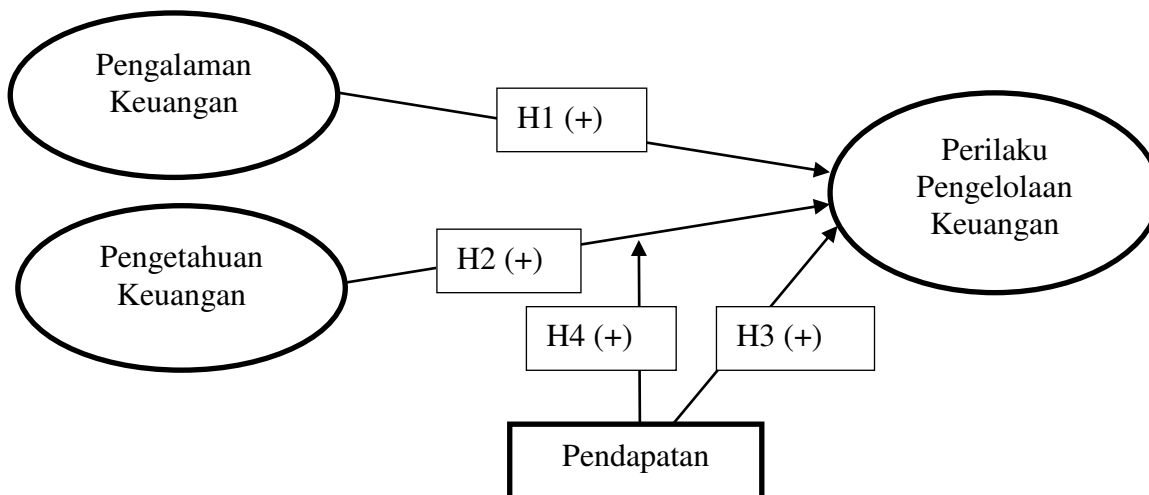 Pengalaman
Keuangan
H1 (+)
Perilaku
Pengelolaan
Keuangan
Pengetahuan
Keuangan
H2 (+)
H4 (+)
H3 (+)
Pendapatan